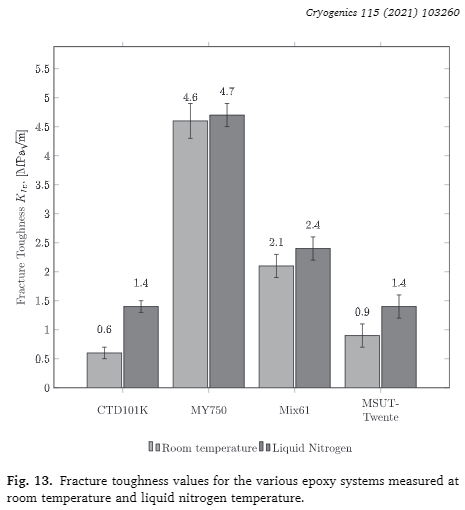 Cryogenics 115 (2021) 103260
5.5
5
4.5
4
3.5
3
2.5
2
1.5
1
0.5
0
Fracture Toughness K_Ic, [MPa√m]
0.6
1.4
4.6
4.7
2.1
2.4
0.9
1.4
CTD101K
MY750
Mix61
MSUT-
Twente
Room temperature Liquid Nitrogen
Fig. 13. Fracture toughness values for the various epoxy systems measured at
room temperature and liquid nitrogen temperature.